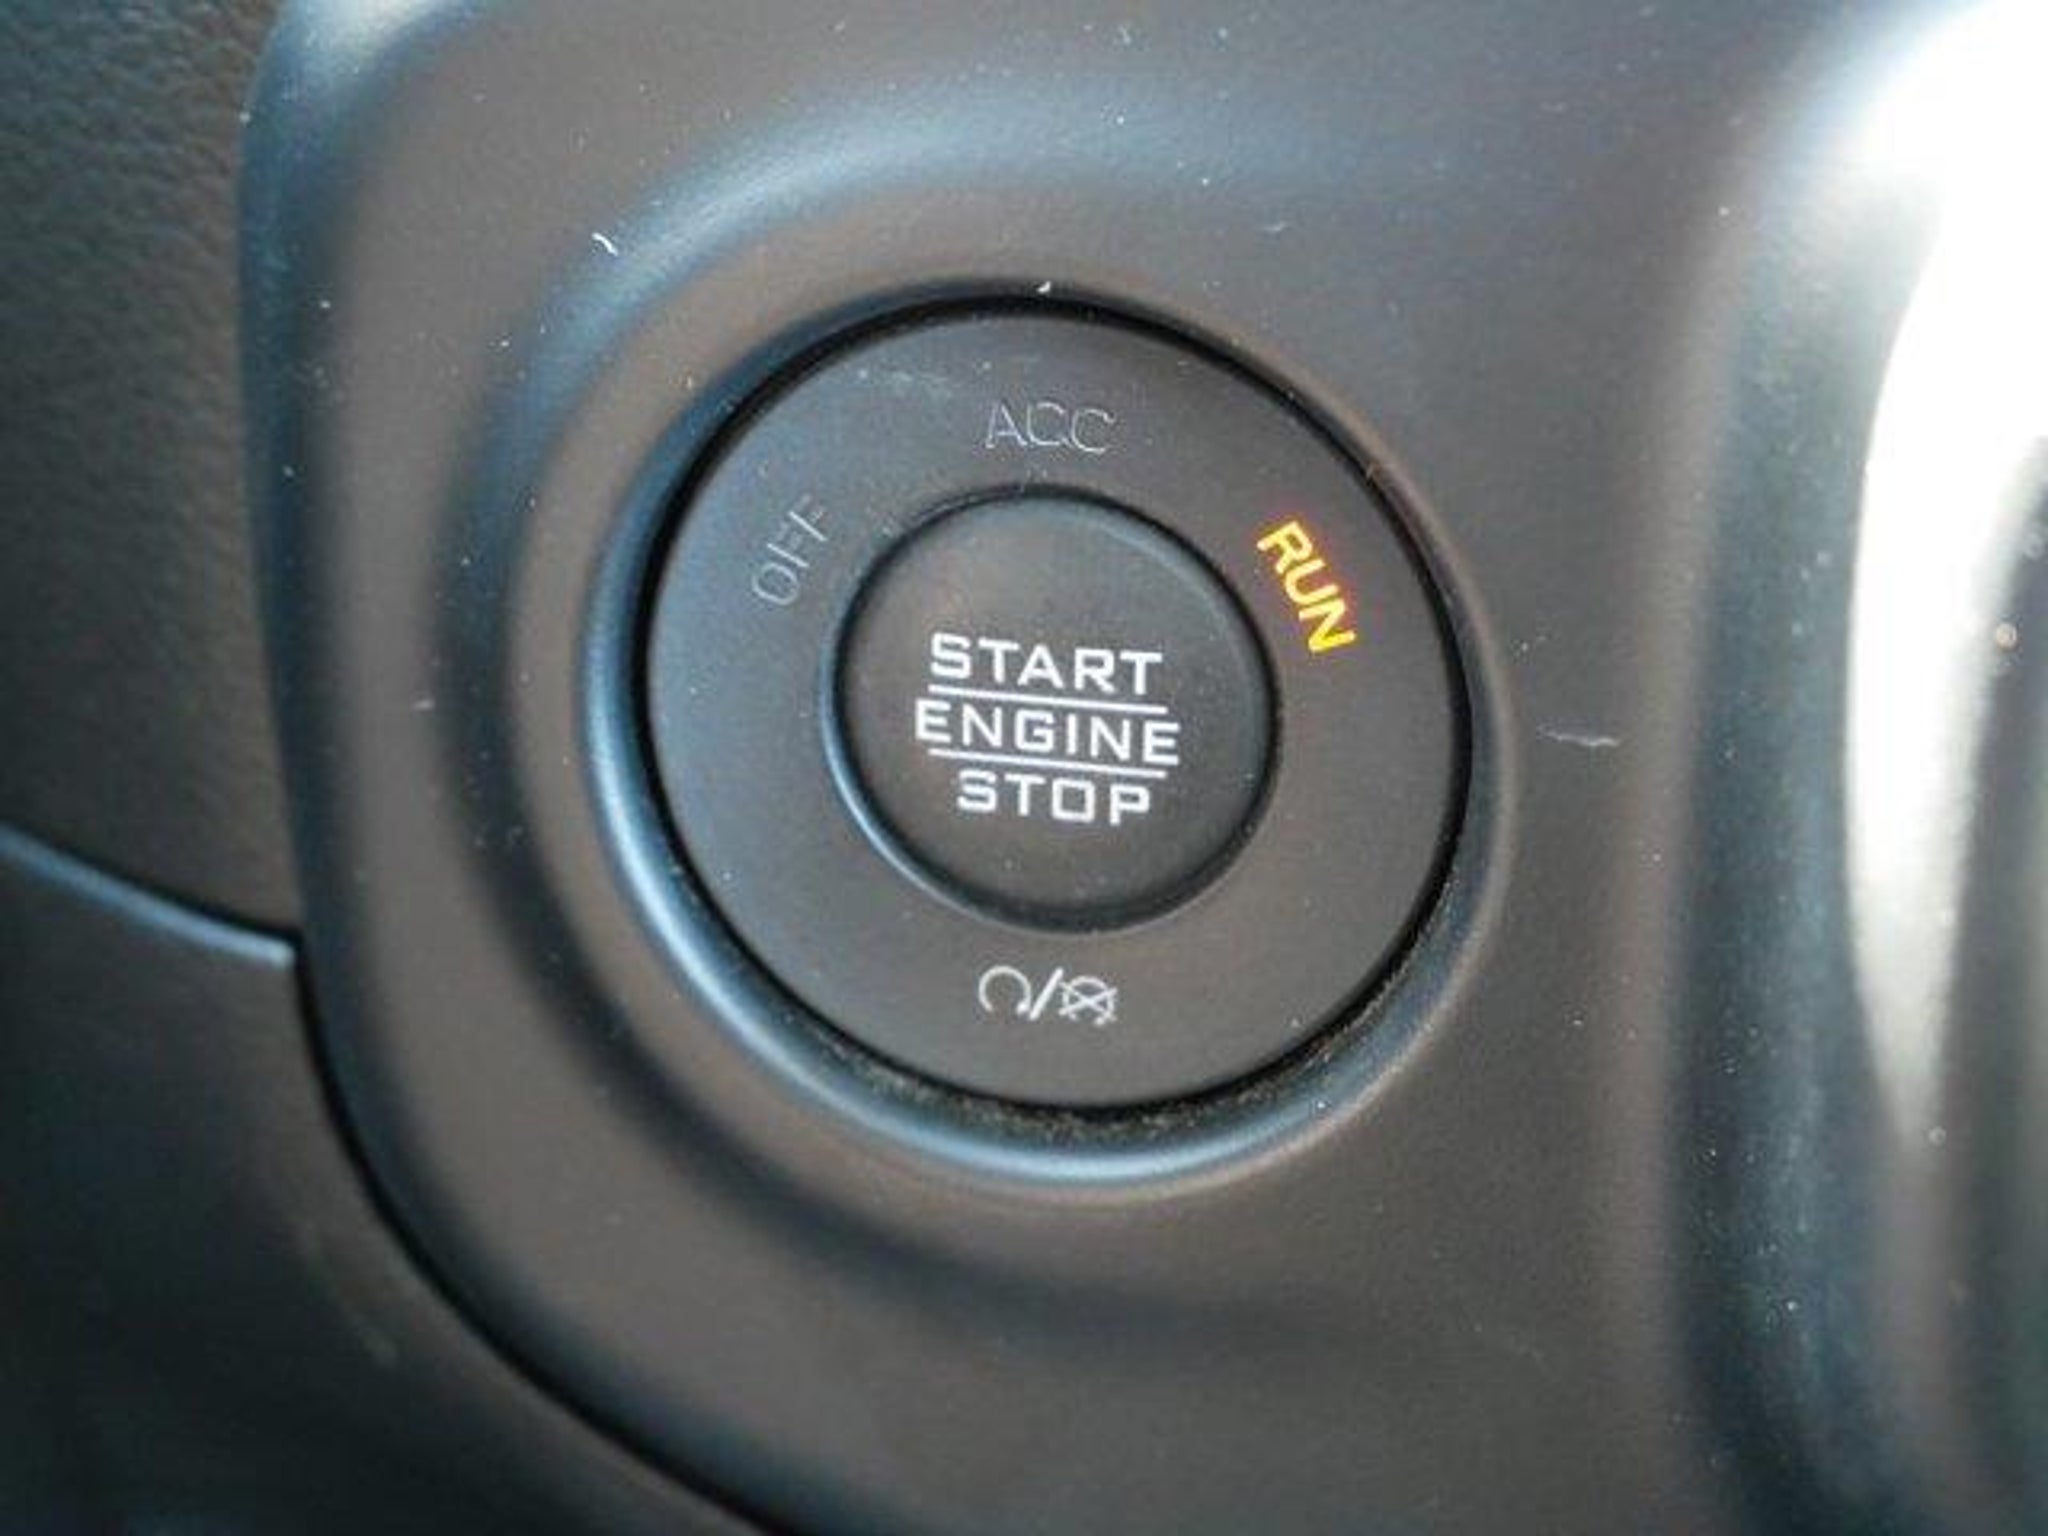 ACC
OFF
RUN
START
ENGINE
STOP